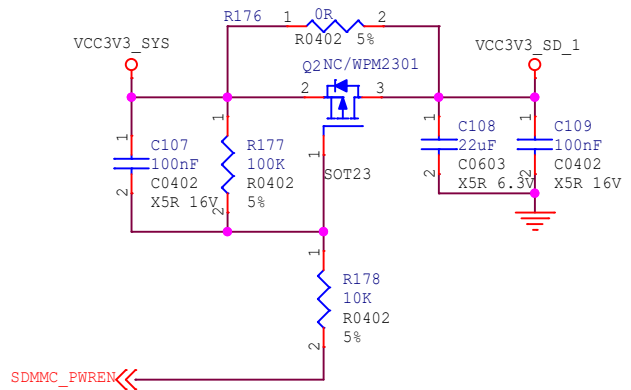 R176 1 0R 2
R0402 5%
VCC3V3_SYS
VCC3V3_SD_1
Q2 NC/WPM2301
2 3
1
C107
100nF
C0402
X5R 16V
2
1
R177
100K
R0402
5%
2
1
SOT23
1
C108
22uF
C0603
X5R 6.3V
2
1
C109
100nF
C0402
X5R 16V
2
1
R178
10K
R0402
5%
2
SDMMC_PWREN